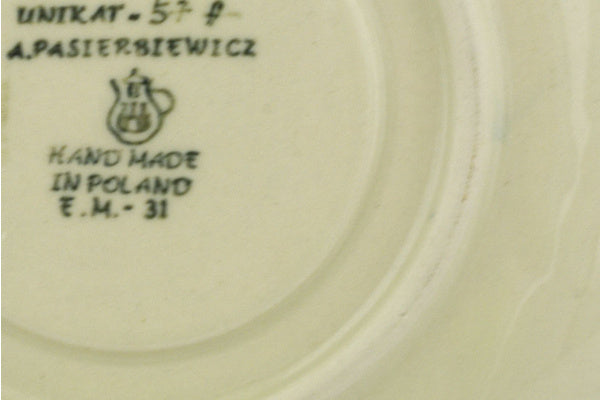 UNIKAT - 57 A
A.PASIERBIEWICZ
HAND MADE
IN POLAND
E.M.- 31